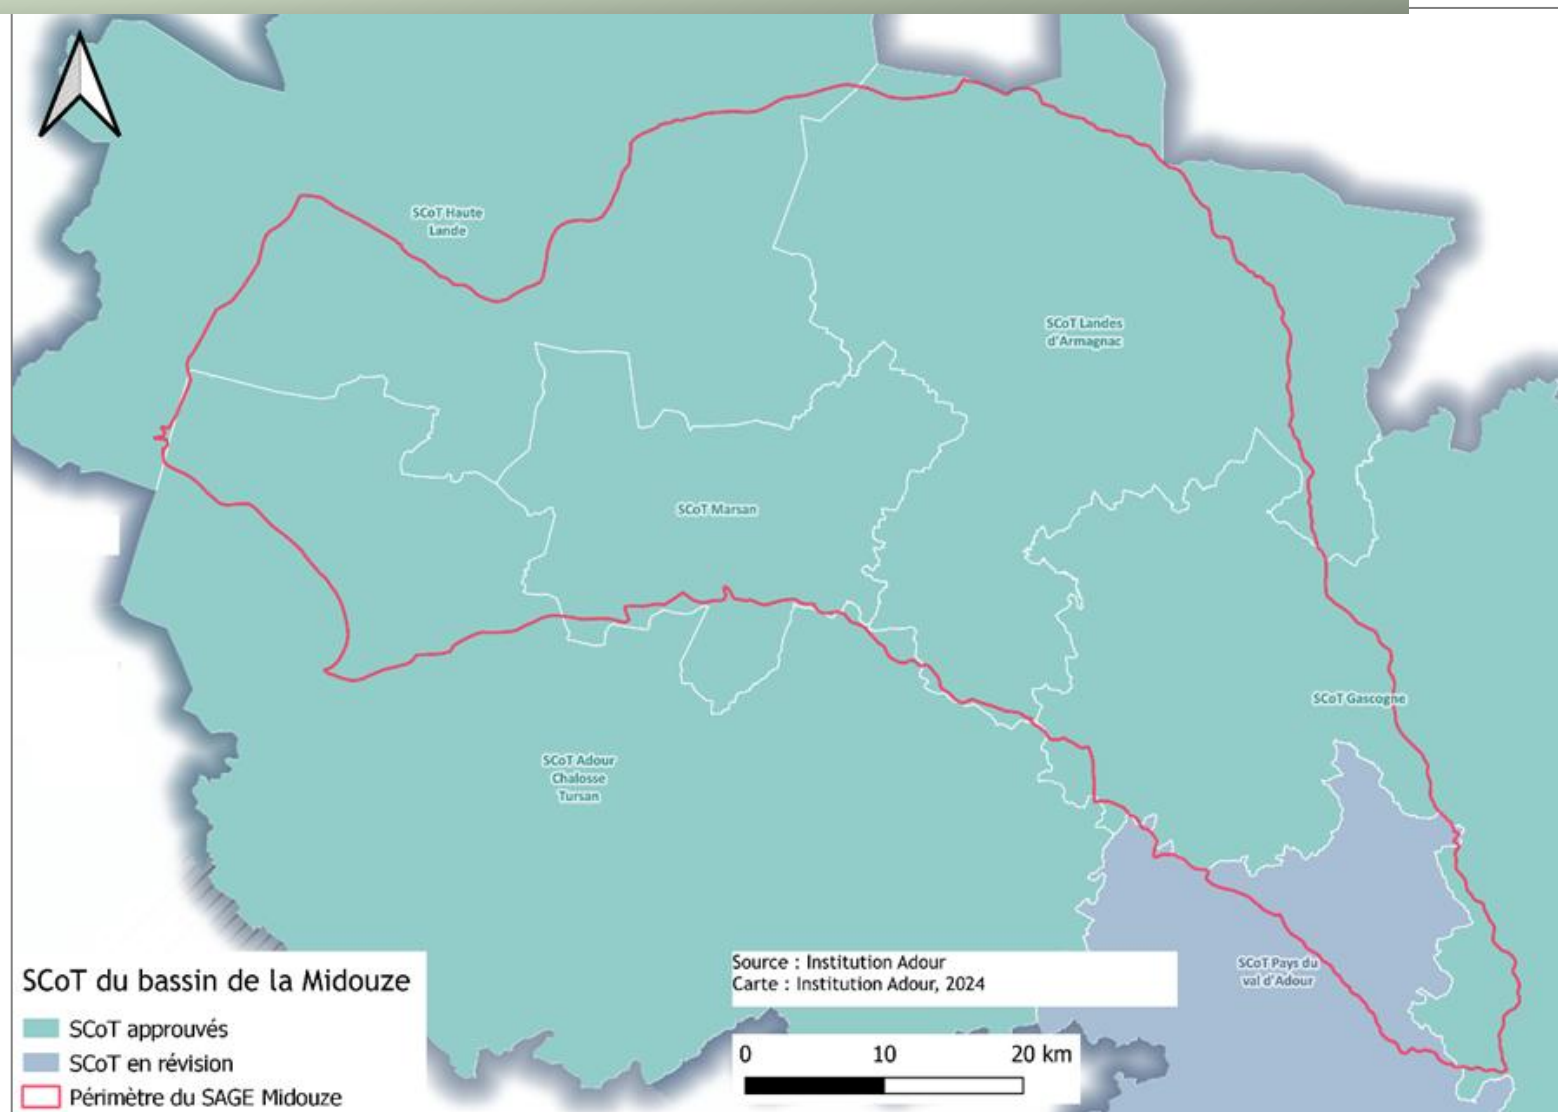 SCoT Haute
Lande
SCoT Landes
d'Armagnac
SCoT Marsan
SCoT Gascogne
SCoT Adour
Chalosse
Tursan
SCoT Pays du
val d'Adour
SCoT du bassin de la Midouze
SCoT approuvés
SCoT en révision
Périmètre du SAGE Midouze
Source : Institution Adour
Carte : Institution Adour, 2024
0 10 20 km